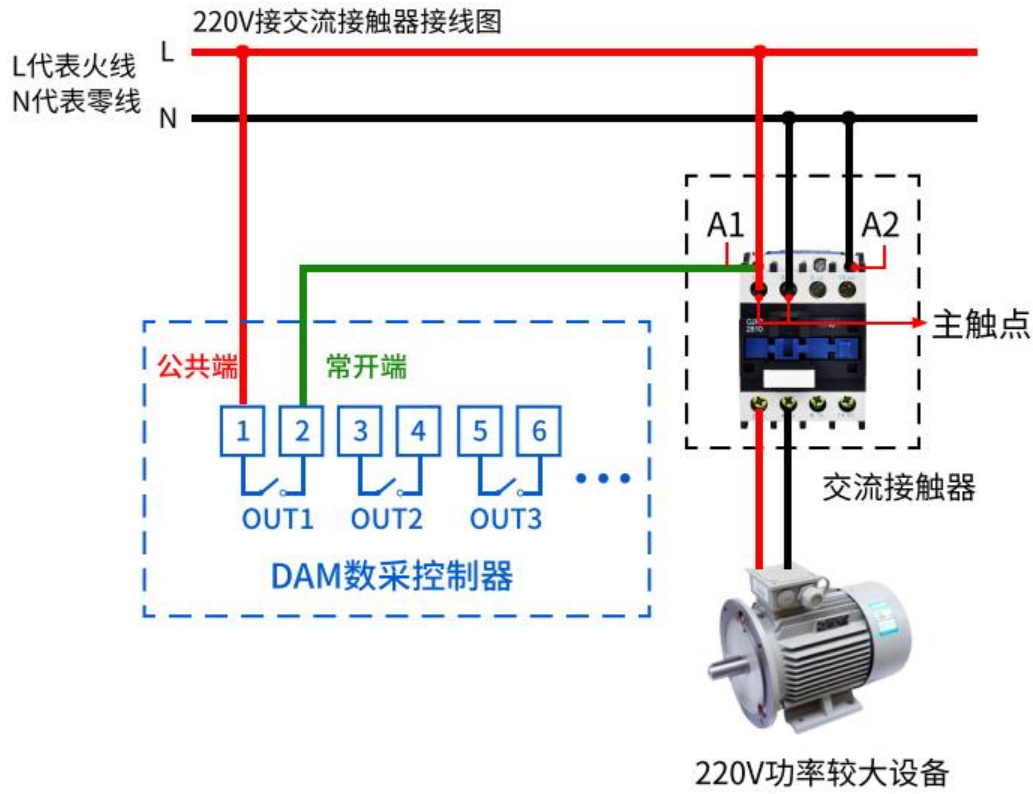 220V接交流接触器接线图
L代表火线
L
N代表零线
N
A1
A2
主触点
公共端
常开端
1
2
3
4
5
6
OUT1
OUT2
OUT3
DAM数采控制器
交流接触器
220V功率较大设备